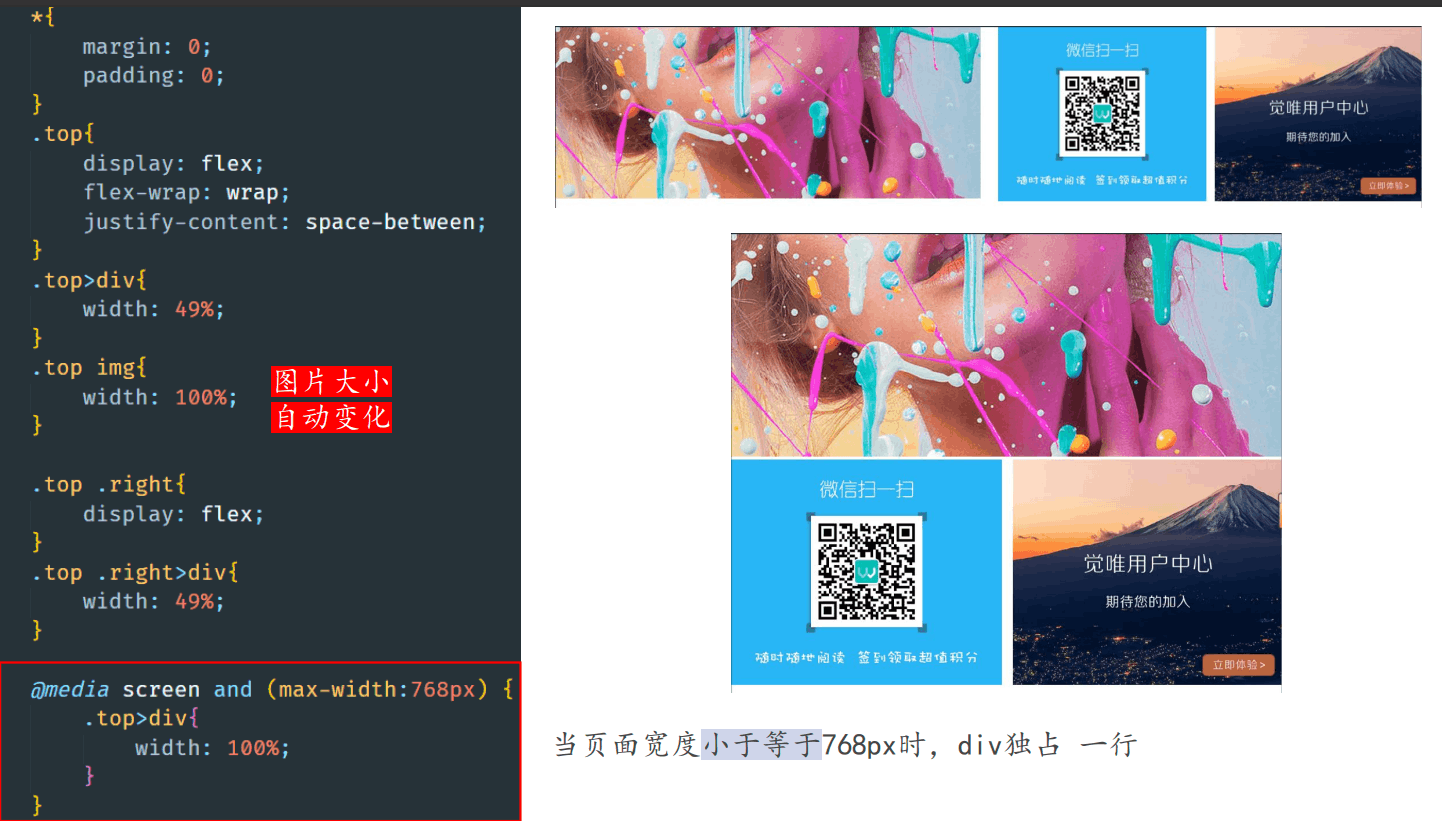 *{
margin: 0;
padding: 0;
}
.top{
display: flex;
flex-wrap: wrap;
justify-content: space-between;
}
.top>div{
width: 49%;
}
.top img{
width: 100%;
}
图片大小
自动变化
.top .right{
display: flex;
}
.top .right>div{
width: 49%;
}
@media screen and (max-width:768px) {
.top>div{
width: 100%;
}
}
微信扫一扫
随时随地阅读 签到领取超值积分
觉唯用户中心
期待您的加入
立即体验>
微信扫一扫
随时随地阅读 签到领取超值积分
觉唯用户中心
期待您的加入
立即体验>
当页面宽度小于等于768px时，div独占 一行